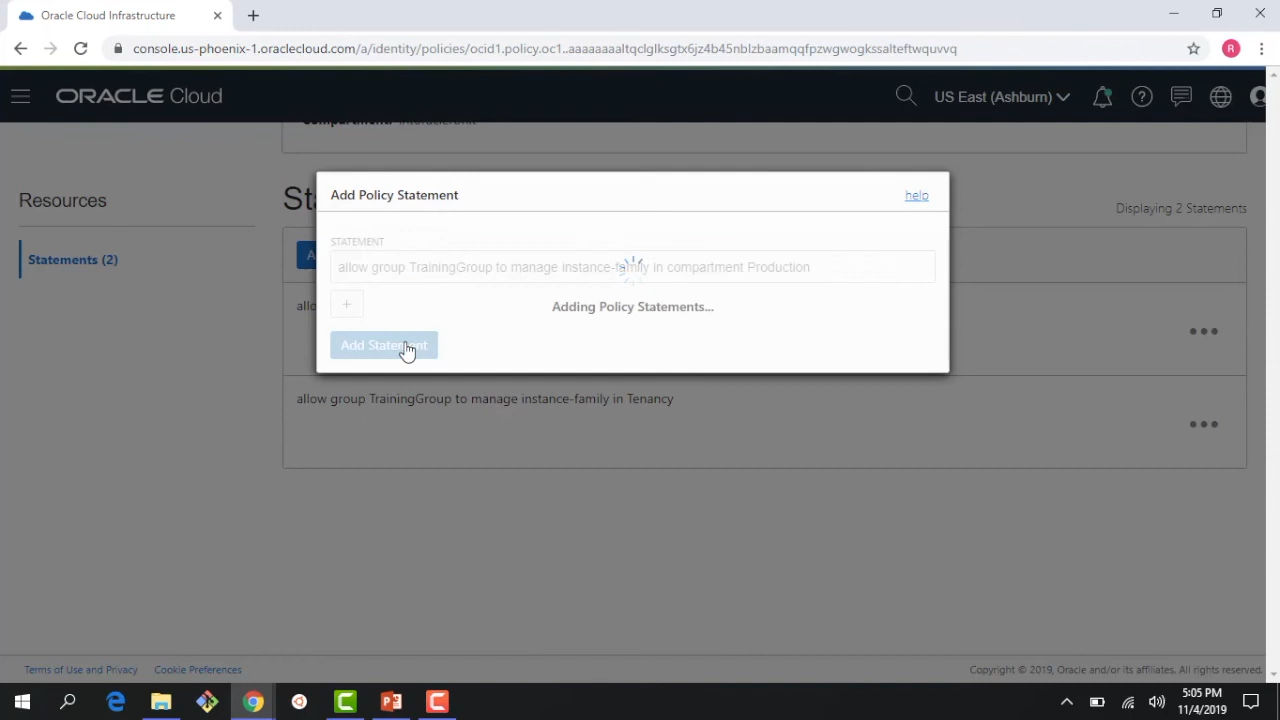 Oracle Cloud Infrastructure
console.us-phoenix-1.oraclecloud.com/a/identity/policies/ocid1.policy.oc1..aaaaaaaaltqclglksgtx6jz4b45nblzbaamqqfpzwgwogkssalteftwquvvq
R
ORACLE Cloud
US East (Ashburn)
Resources
Displaying 2 Statements
Statements (2)
Add Policy Statement
help
STATEMENT
allow group TrainingGroup to manage instance-family in compartment Production
+
Adding Policy Statements...
Add Statement
allow group TrainingGroup to manage instance-family in Tenancy
Terms of Use and Privacy
Cookie Preferences
Copyright © 2019, Oracle and/or its affiliates. All rights reserved.
5:05 PM
11/4/2019